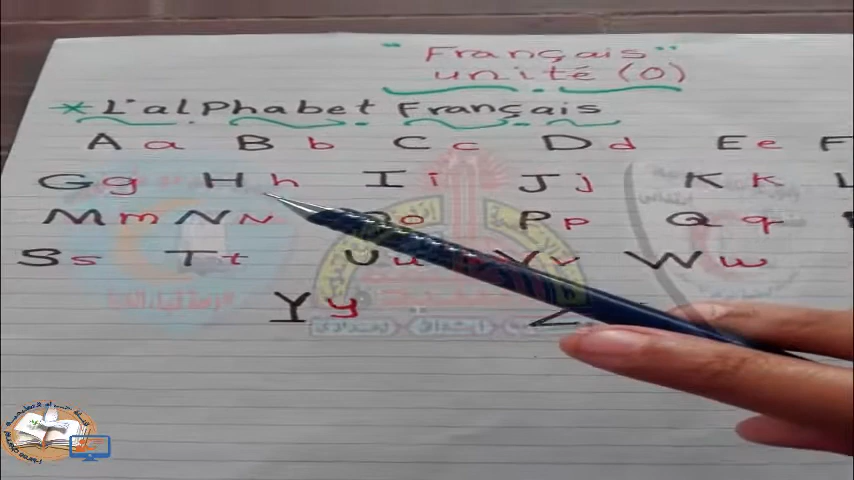 "Français"
unité (0)
* L'alphabet Français
A a B b C c D d E e F
G g H h I i J j K k L
M m N N O o P p Q q
S s T t U u V v W w
Y y Z